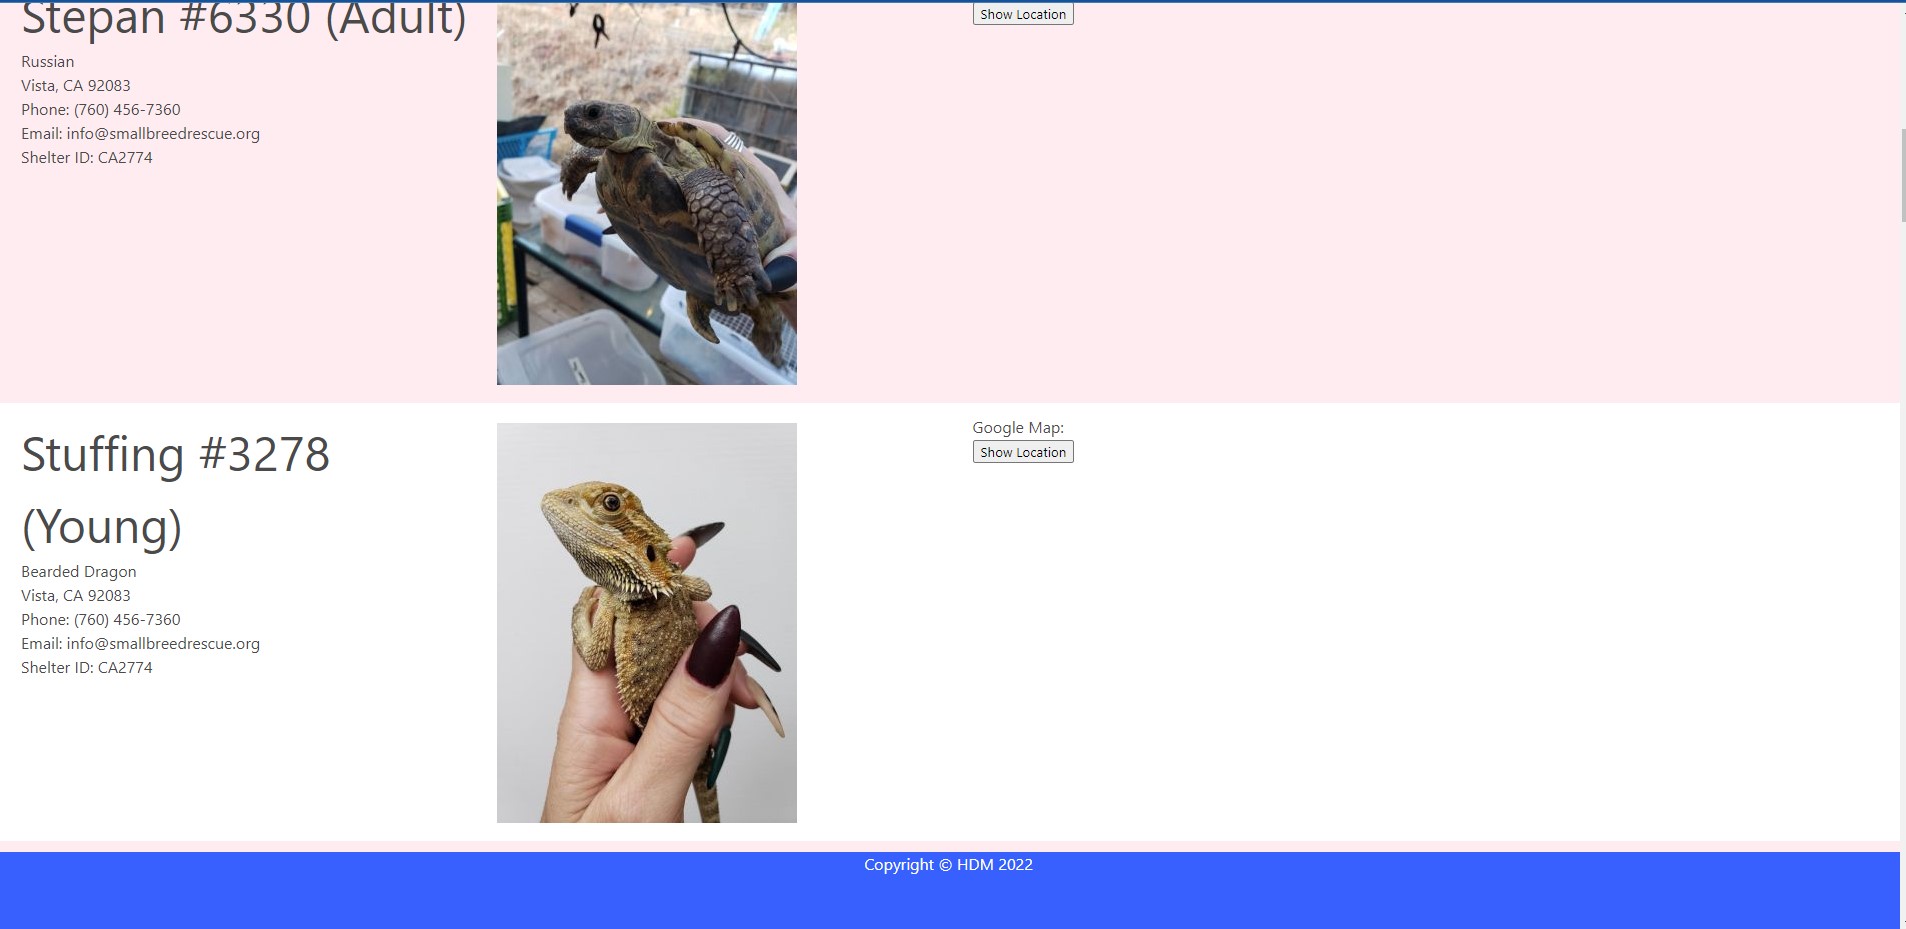 Stepan #6330 (Adult)
Russian
Vista, CA 92083
Phone: (760) 456-7360
Email: info@smallbreedrescue.org
Shelter ID: CA2774
Show Location
Stuffing #3278
(Young)
Bearded Dragon
Vista, CA 92083
Phone: (760) 456-7360
Email: info@smallbreedrescue.org
Shelter ID: CA2774
Google Map:
Show Location
Copyright © HDM 2022